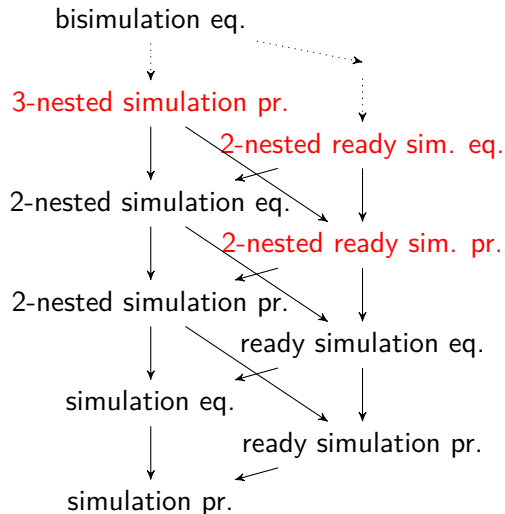 bisimulation eq.
3-nested simulation pr.
2-nested ready sim. eq.
2-nested simulation eq.
2-nested ready sim. pr.
2-nested simulation pr.
ready simulation eq.
simulation eq.
ready simulation pr.
simulation pr.